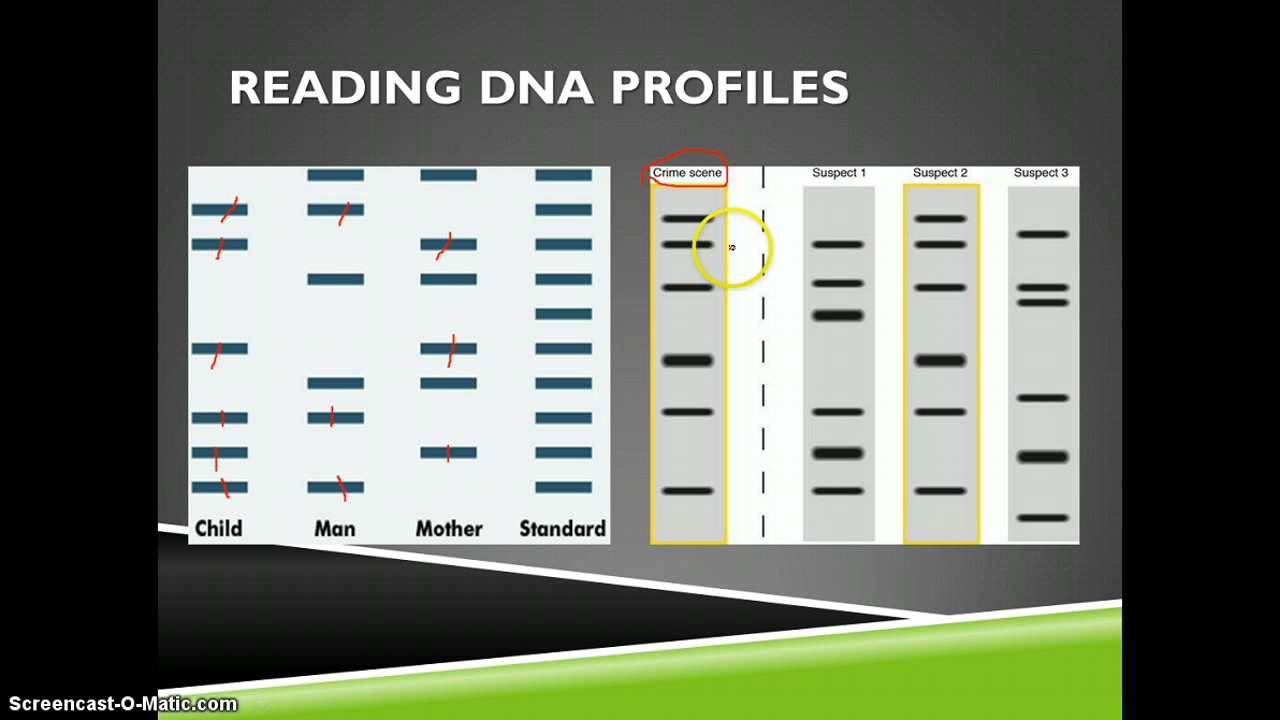 READING DNA PROFILES
Crime scene
Suspect 1
Suspect 2
Suspect 3
Child
Man
Mother
Standard
Screencast-O-Matic.com